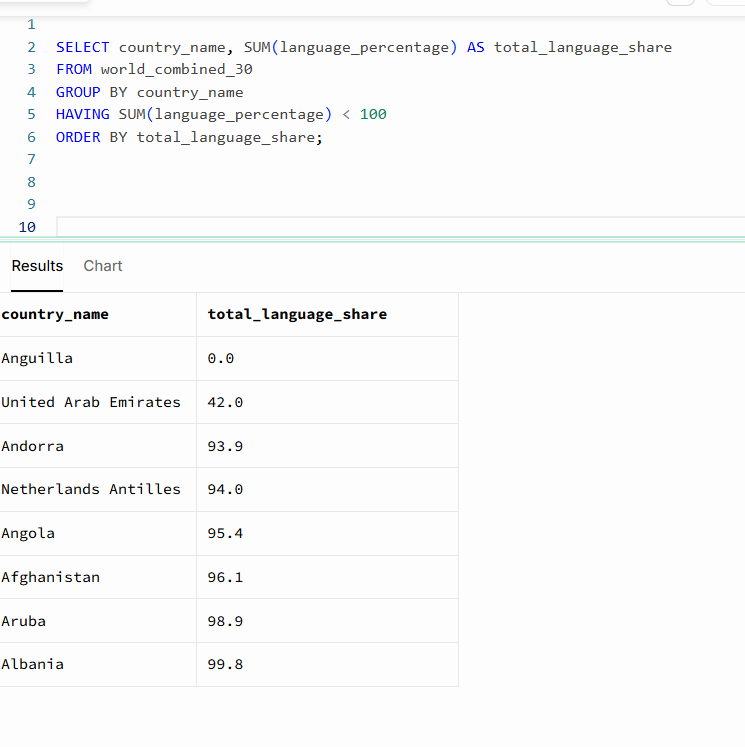 1
2 SELECT country_name, SUM(language_percentage) AS total_language_share
3 FROM world_combined_30
4 GROUP BY country_name
5 HAVING SUM(language_percentage) < 100
6 ORDER BY total_language_share;
7
8
9
10
Results Chart
country_name total_language_share
Anguilla 0.0
United Arab Emirates 42.0
Andorra 93.9
Netherlands Antilles 94.0
Angola 95.4
Afghanistan 96.1
Aruba 98.9
Albania 99.8